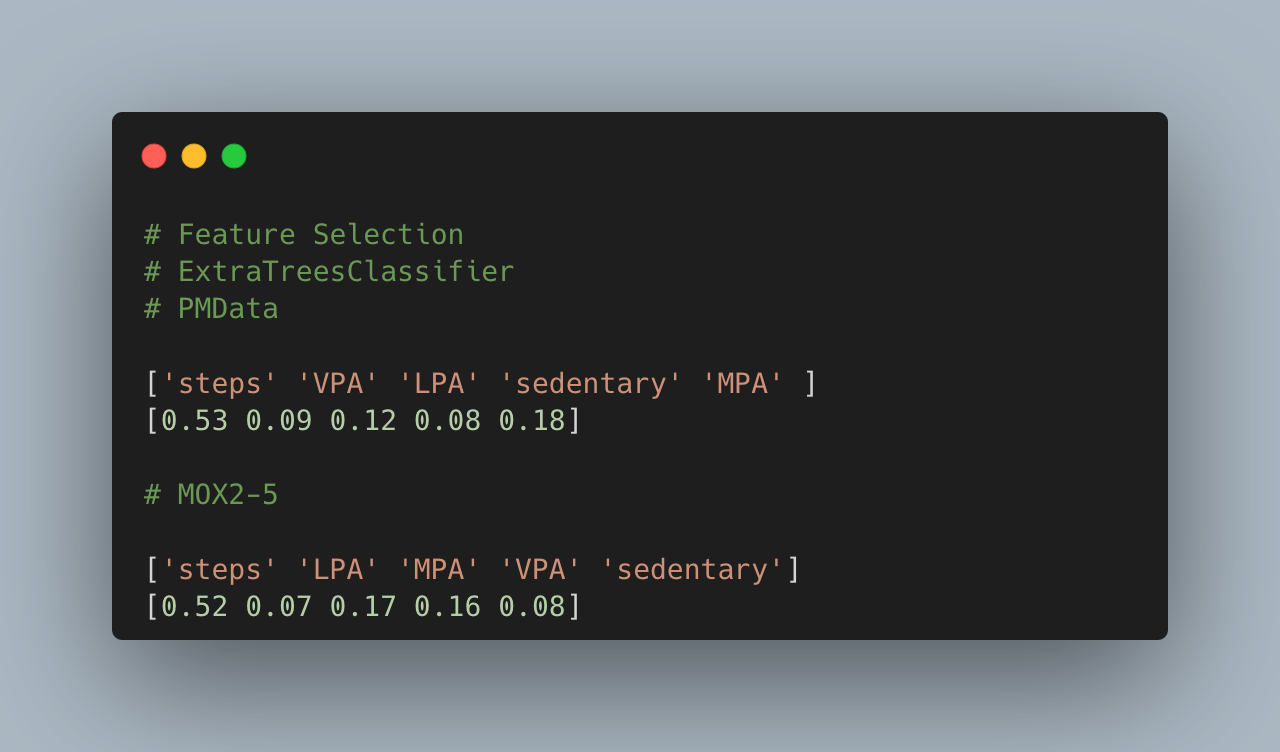 # Feature Selection
# ExtraTreesClassifier
# PMData
['steps' 'VPA' 'LPA' 'sedentary' 'MPA' ]
[0.53 0.09 0.12 0.08 0.18]
# MOX2-5
['steps' 'LPA' 'MPA' 'VPA' 'sedentary']
[0.52 0.07 0.17 0.16 0.08]